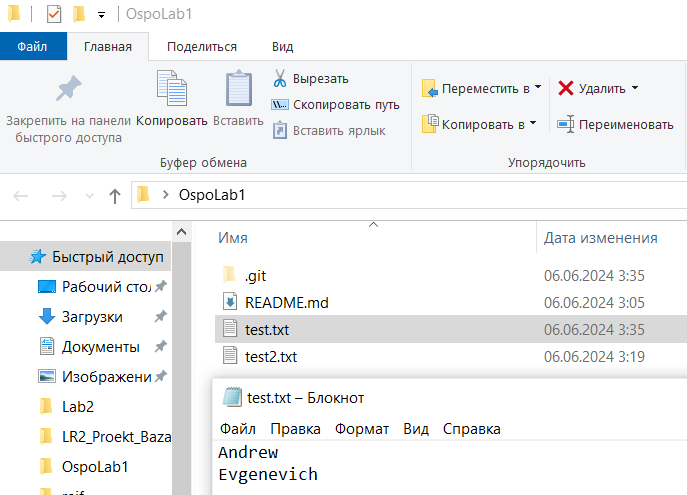 OspoLab1
Файл Главная Поделиться Вид
Закрепить на панели быстрого доступа
Копировать
Вставить
Вырезать
Скопировать путь
Вставить ярлык
Буфер обмена
Переместить в
Копировать в
Удалить
Переименовать
Упорядочить
OspoLab1
Быстрый доступ
Рабочий стол
Загрузки
Документы
Изображени
Lab2
LR2_Proekt_Baza
OspoLab1
Имя Дата изменения
.git 06.06.2024 3:35
README.md 06.06.2024 3:05
test.txt 06.06.2024 3:35
test2.txt 06.06.2024 3:19
test.txt – Блокнот
Файл Правка Формат Вид Справка
Andrew
Evgenevich